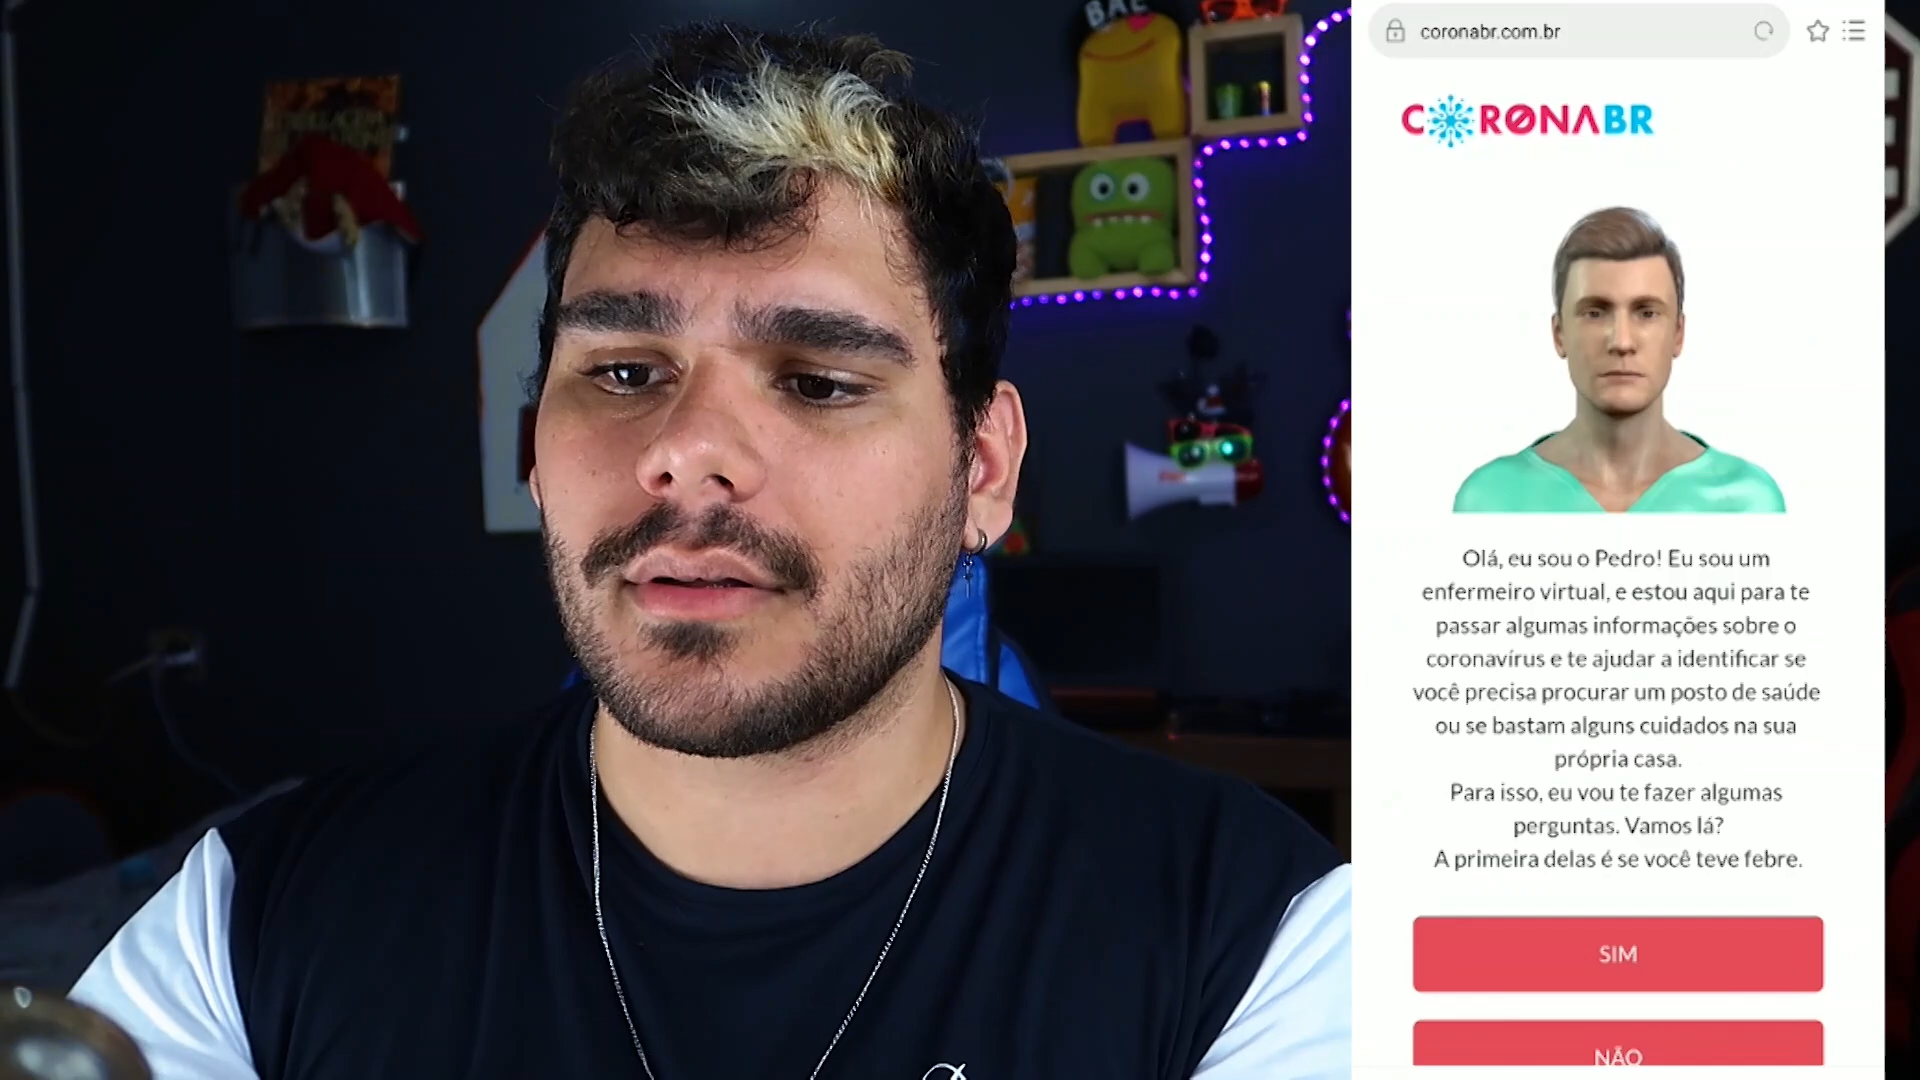 BAE
coronabr.com.br
CORONABR
Olá, eu sou o Pedro! Eu sou um
enfermeiro virtual, e estou aqui para te
passar algumas informações sobre o
coronavírus e te ajudar a identificar se
você precisa procurar um posto de saúde
ou se bastam alguns cuidados na sua
própria casa.
Para isso, eu vou te fazer algumas
perguntas. Vamos lá?
A primeira delas é se você teve febre.
SIM
NÃO